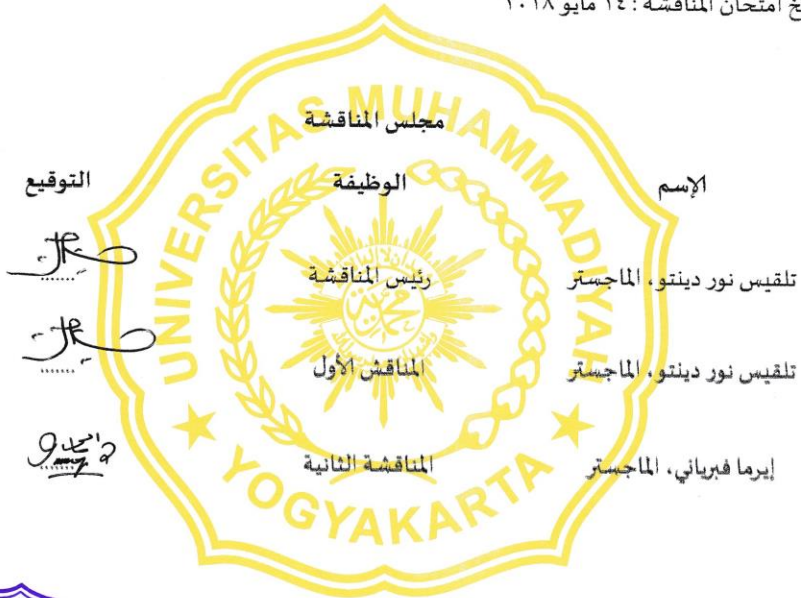 امتحان المناقشة : ١٤ مايو ٢٠١٨
مجلس المناقشة
الإسم الوظيفة التوقيع
تلقيس نور دينتو، الماجستر رئيس المناقشة
تلقيس نور دينتو، الماجستر المناقش الأول
إيرما فبرياني، الماجستر المناقشة الثانية
UNIVERSITAS MUHAMMADIYAH
YOGYAKARTA
محمدية